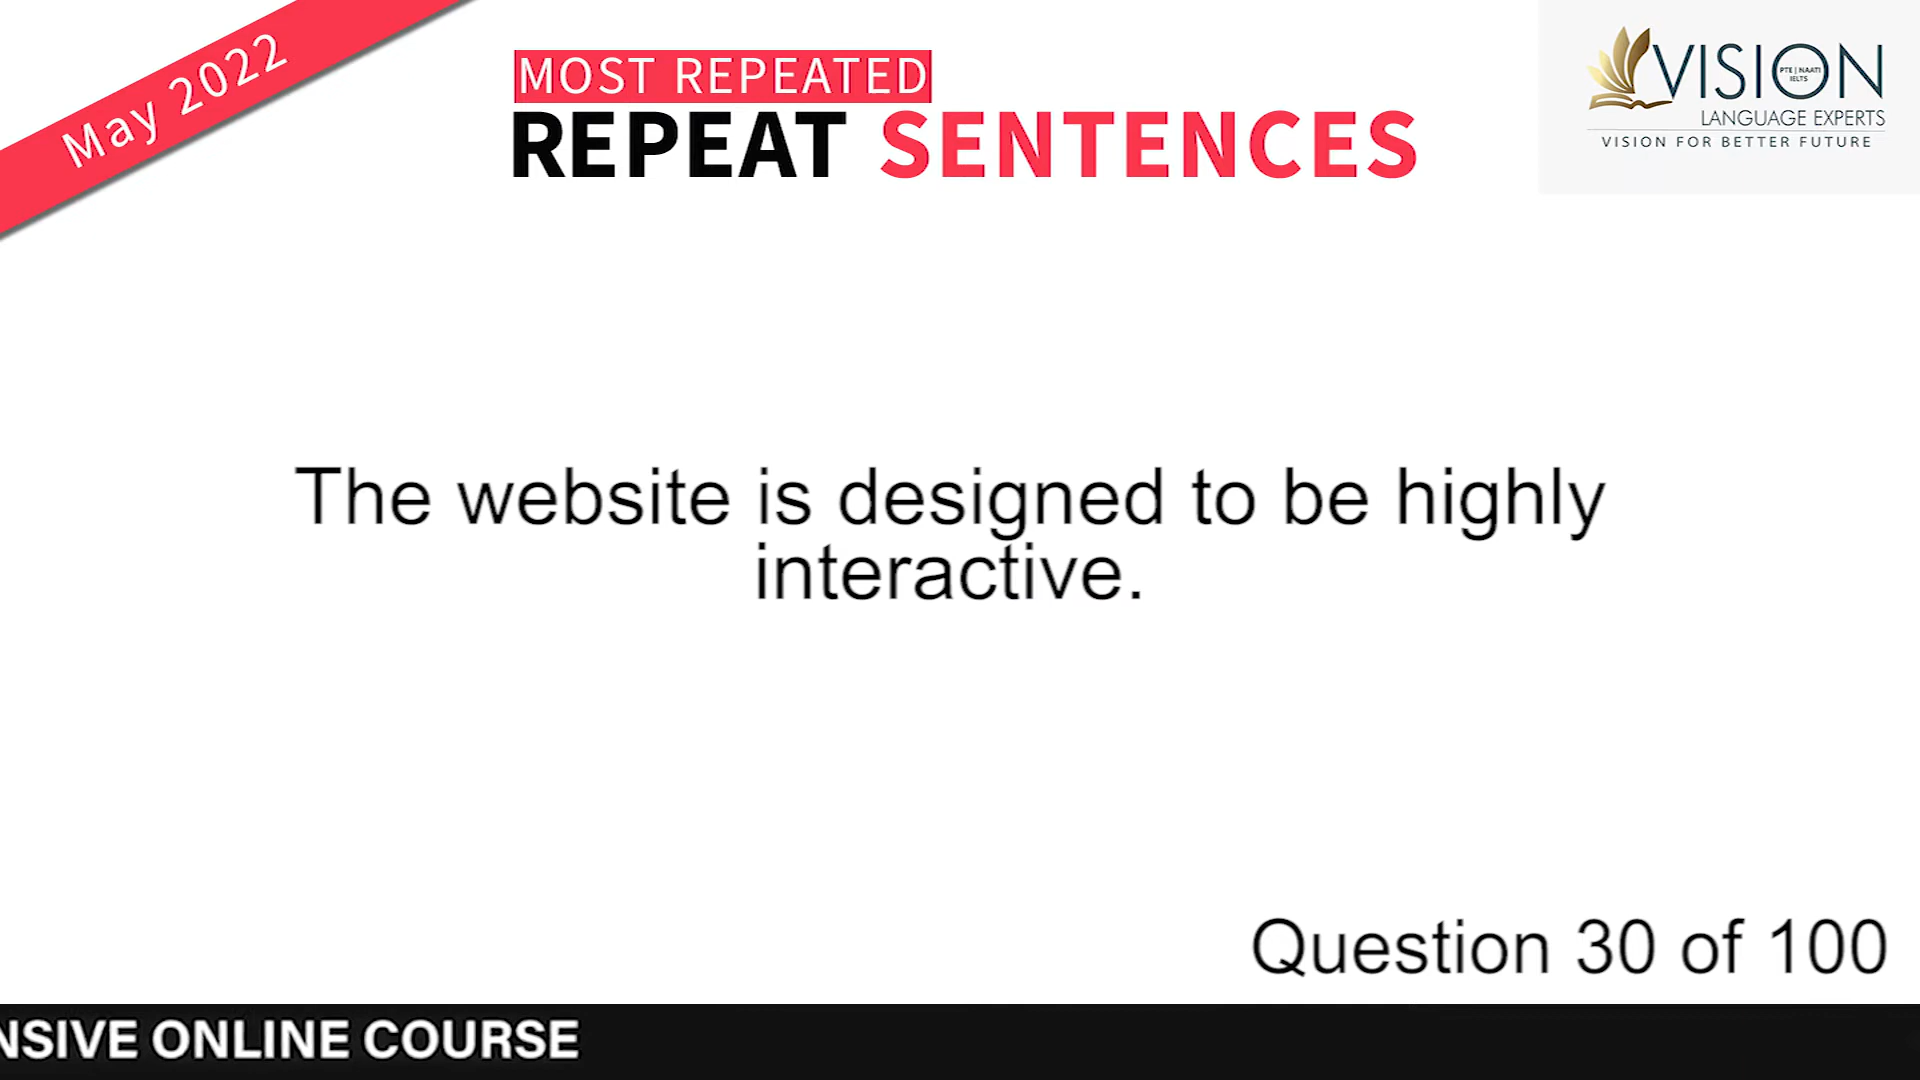 May 2022
MOST REPEATED
REPEAT SENTENCES
VISION
PTE | NAATI
IELTS
LANGUAGE EXPERTS
VISION FOR BETTER FUTURE
The website is designed to be highly
interactive.
Question 30 of 100
NSIVE ONLINE COURSE